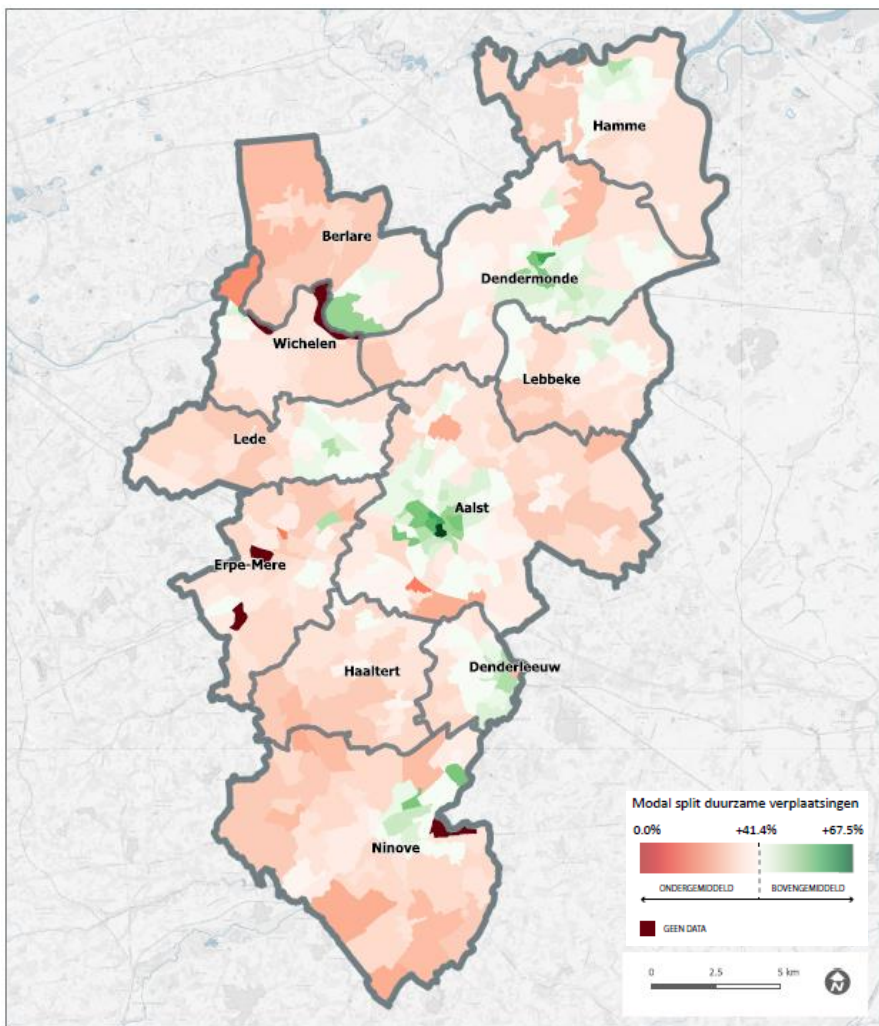 Hamme
Berlare
Dendermonde
Wichelen
Lebbeke
Lede
Aalst
Erpe-Mere
Haaltert
Denderleeuw
Ninove
Modal split duurzame verplaatsingen
0.0% +41.4% +67.5%
ONDERGEMIDDELD BOVENGEMIDDELD
GEEN DATA
0 2.5 5 km
N